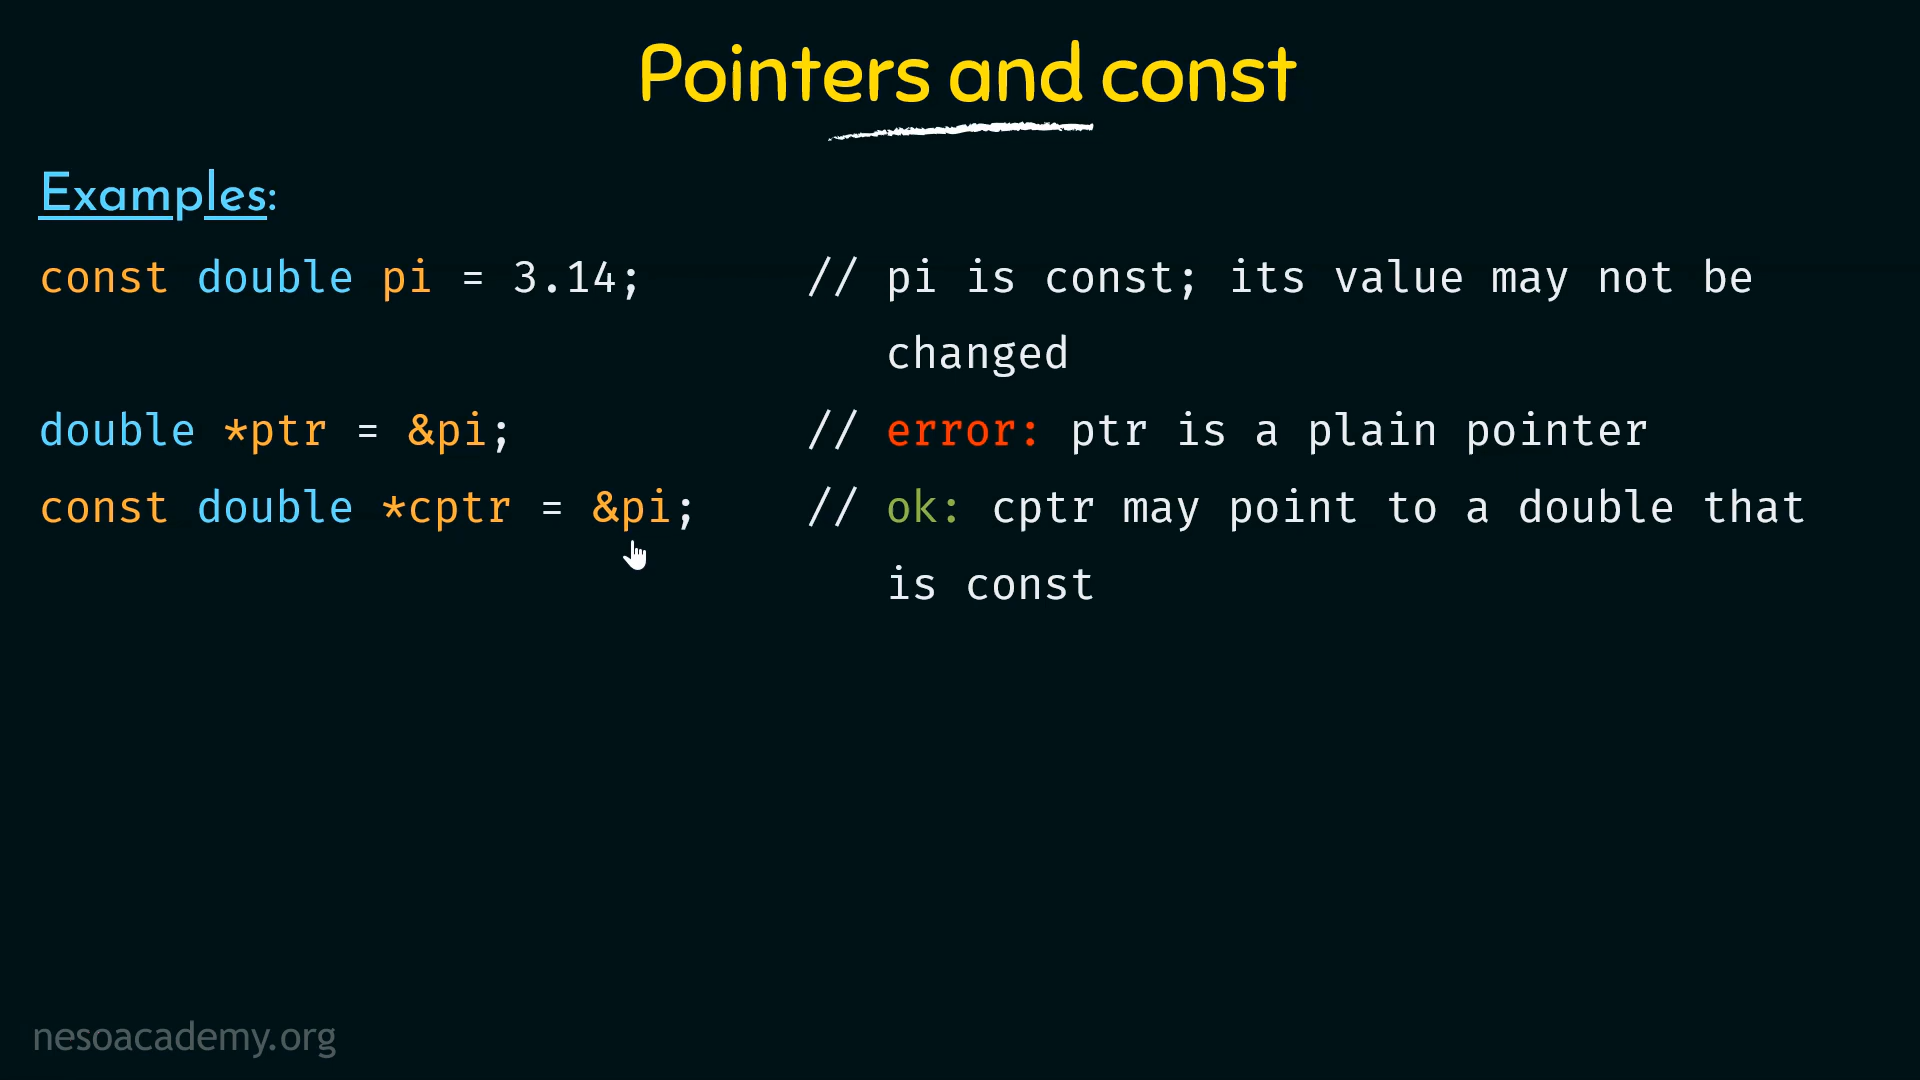 Pointers and const
Examples:
const double pi = 3.14; // pi is const; its value may not be
changed
double *ptr = &pi; // error: ptr is a plain pointer
const double *cptr = &pi; // ok: cptr may point to a double that
is const
nesoacademy.org